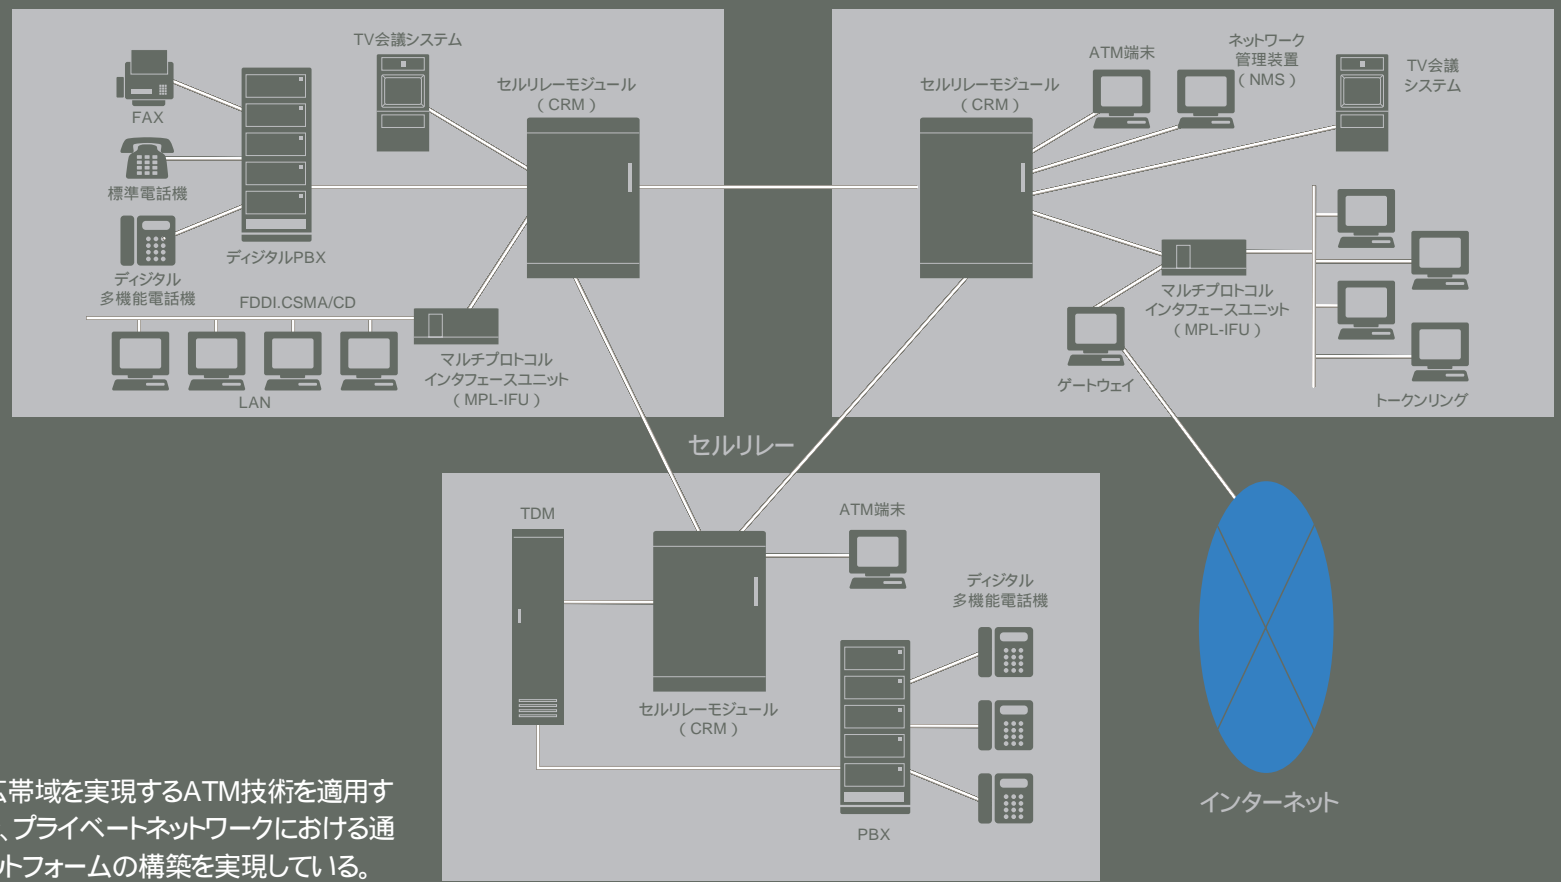 TV会議システム
FAX
標準電話機
ディジタル
多機能電話機
ディジタルPBX
セルリレーモジュール
（CRM）
FDDI.CSMA/CD
LAN
マルチプロトコル
インタフェースユニット
（MPL-IFU）
セルリレーモジュール
（CRM）
ATM端末
ネットワーク
管理装置
（NMS）
TV会議
システム
マルチプロトコル
インタフェースユニット
（MPL-IFU）
ゲートウェイ
トークンリング
セルリレー
TDM
ATM端末
ディジタル
多機能電話機
セルリレーモジュール
（CRM）
PBX
インターネット
広帯域を実現するATM技術を適用す
、プライベートネットワークにおける通
ットフォームの構築を実現している。